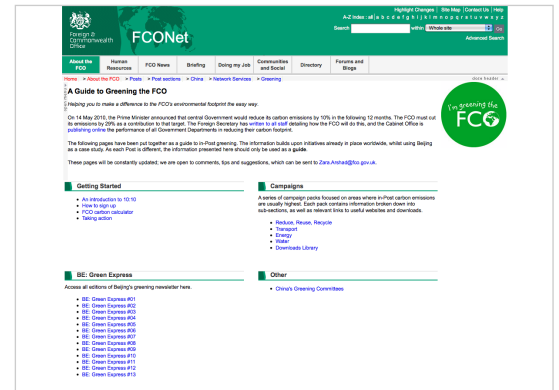 Highlight Changes | Site Map | Contact Us | Help
A-Z Index : all a b c d e f g h i j k l m n o p q r s t u v w x y z
Foreign &
Commonwealth
Office
FCONet
Search within Whole site Go
Advanced Search
About the FCO Human Resources FCO News Briefing Doing my Job Communities and Social Directory Forums and Blogs
Home > About the FCO > Posts > Post sections > China > Network Services > Greening
A Guide to Greening the FCO
Helping you to make a difference to the FCO's environmental footprint the easy way.
On 14 May 2010, the Prime Minister announced that central Government would reduce its carbon emissions by 10% in the following 12 months. The FCO must cut
its emissions by 29% as a contribution to that target. The Foreign Secretary has written to all staff detailing how the FCO will do this, and the Cabinet Office is
publishing online the performance of all Government Departments in reducing their carbon footprint.
The following pages have been put together as a guide to in-Post greening. The information builds upon initiatives already in place worldwide, whilst using Beijing
as a case study. As each Post is different, the information presented here should only be used as a guide.
These pages will be constantly updated; we are open to comments, tips and suggestions, which can be sent to Zara.Arshad@fco.gov.uk.
I'm greening the
FCO
Getting Started
• An introduction to 10:10
• How to sign up
• FCO carbon calculator
• Taking action
Campaigns
A series of campaign packs focused on areas where in-Post carbon emissions
are usually highest. Each pack contains information broken down into
sub-sections, as well as relevant links to useful websites and downloads.
• Reduce, Reuse, Recycle
• Transport
• Energy
• Water
• Downloads Library
BE: Green Express
Access all editions of Beijing's greening newsletter here.
• BE: Green Express #01
• BE: Green Express #02
• BE: Green Express #03
• BE: Green Express #04
• BE: Green Express #05
• BE: Green Express #06
• BE: Green Express #07
• BE: Green Express #08
• BE: Green Express #09
• BE: Green Express #10
• BE: Green Express #11
• BE: Green Express #12
• BE: Green Express #13
Other
• China's Greening Committees